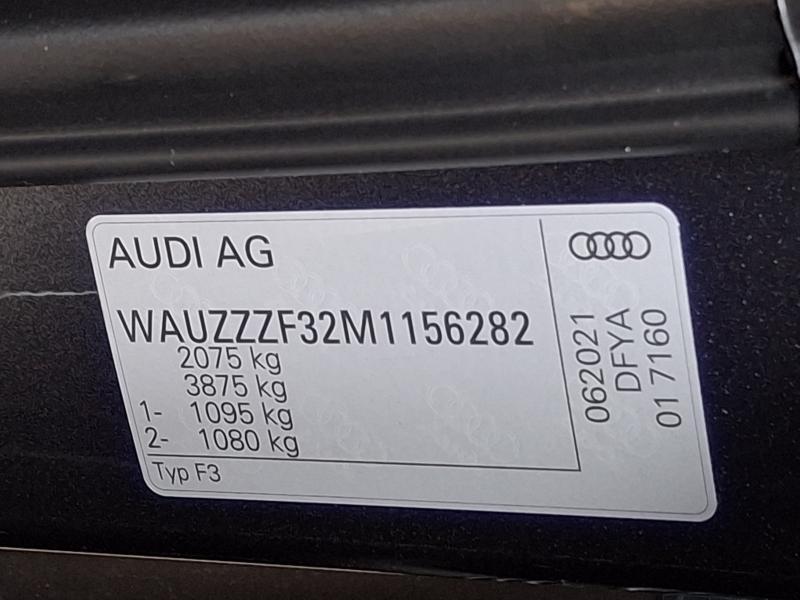 AUDI AG
WAUZZZF32M1156282
2075 kg
3875 kg
1- 1095 kg
2- 1080 kg
Typ F3
062021
DFYA
01 7160